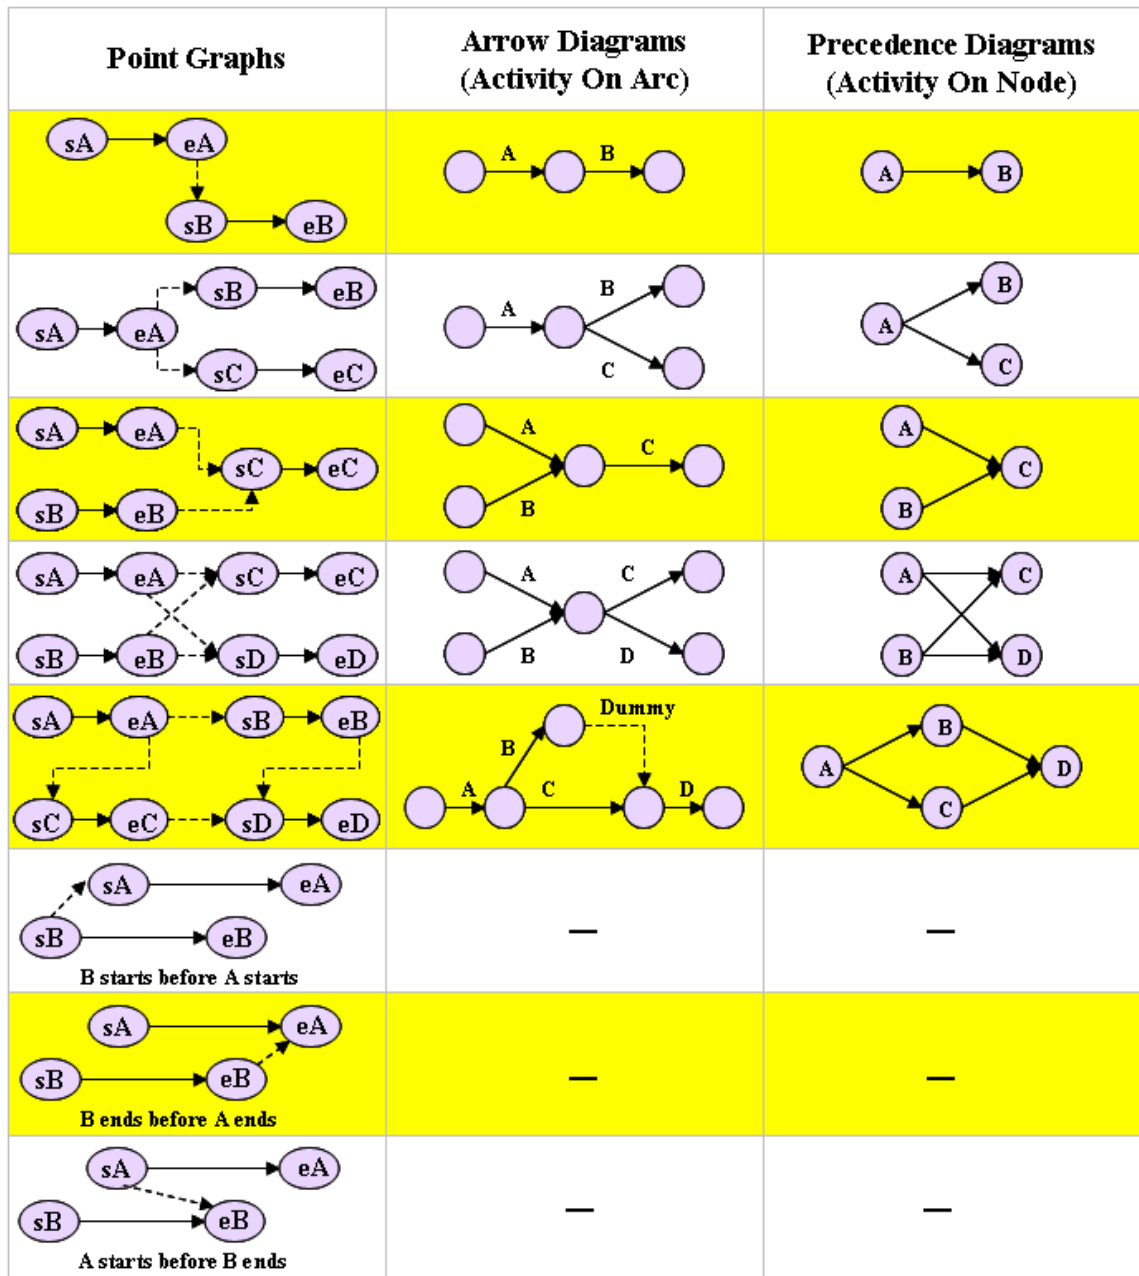 Point Graphs
Arrow Diagrams
(Activity On Arc)
Precedence Diagrams
(Activity On Node)
sA eA
sB eB
A B
A B
sB eB
sA eA
sC eC
A B
C
A B
C
sA eA
sC eC
sB eB
A
B C
A
B C
sA eA sC eC
sB eB sD eD
A C
B D
A C
B D
sA eA sB eB
sC eC sD eD
Dummy
B
A C D
B
A D
C
sA eA
sB eB
B starts before A starts
— —
sA eA
sB eB
B ends before A ends
— —
sA eA
sB eB
A starts before B ends
— —